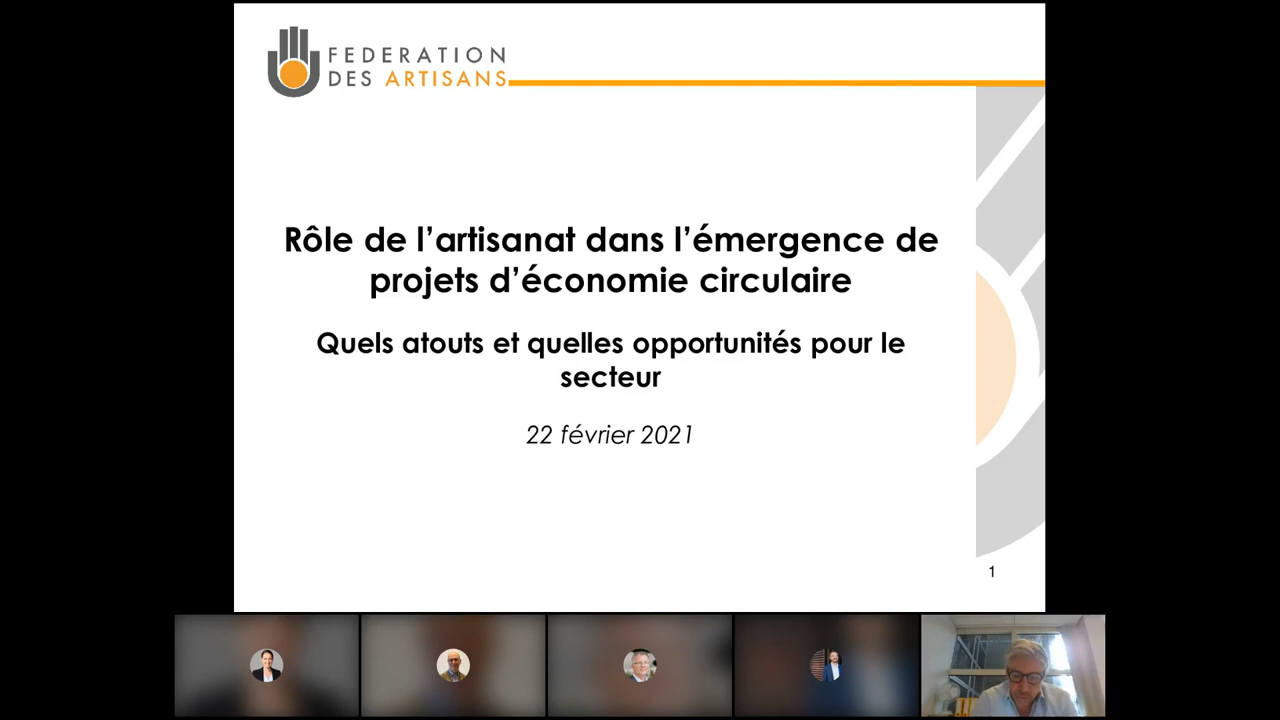 FEDERATION
DES ARTISANS
Rôle de l’artisanat dans l’émergence de
projets d’économie circulaire
Quels atouts et quelles opportunités pour le
secteur
22 février 2021
1